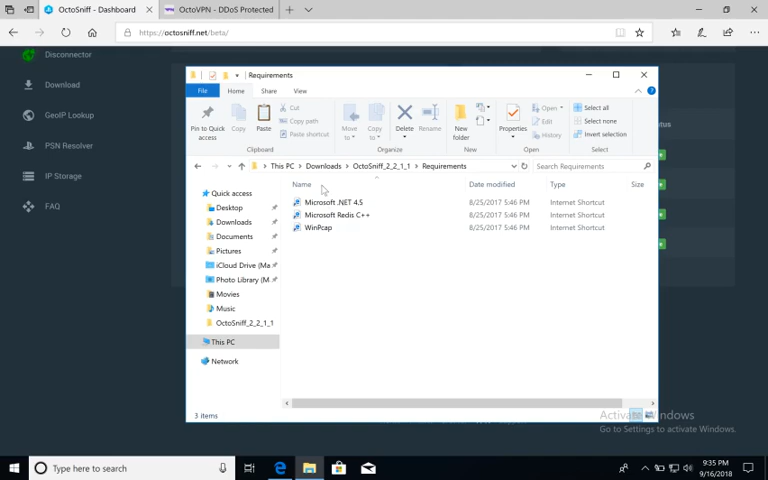 OctoSniff - Dashboard
OctoVPN - DDoS Protected
https://octosniff.net/beta/
Disconnector
Download
GeoIP Lookup
PSN Resolver
IP Storage
FAQ
Requirements
File
Home
Share
View
Pin to Quick access
Copy
Paste
Cut
Copy path
Paste shortcut
Clipboard
Move to
Copy to
Delete
Rename
Organize
New folder
New
Properties
Open
Edit
History
Open
Select all
Select none
Invert selection
Select
This PC > Downloads > OctoSniff_2_2_1_1 > Requirements
Search Requirements
Name Date modified Type Size
Microsoft .NET 4.5 8/25/2017 5:46 PM Internet Shortcut
Microsoft Redis C++ 8/25/2017 5:46 PM Internet Shortcut
WinPcap 8/25/2017 5:46 PM Internet Shortcut
Quick access
Desktop
Downloads
Documents
Pictures
iCloud Drive (Ma
Photo Library (M
Movies
Music
OctoSniff_2_2_1_1
This PC
Network
3 items
Activate Windows
Go to Settings to activate Windows.
Type here to search
9:35 PM
9/16/2018